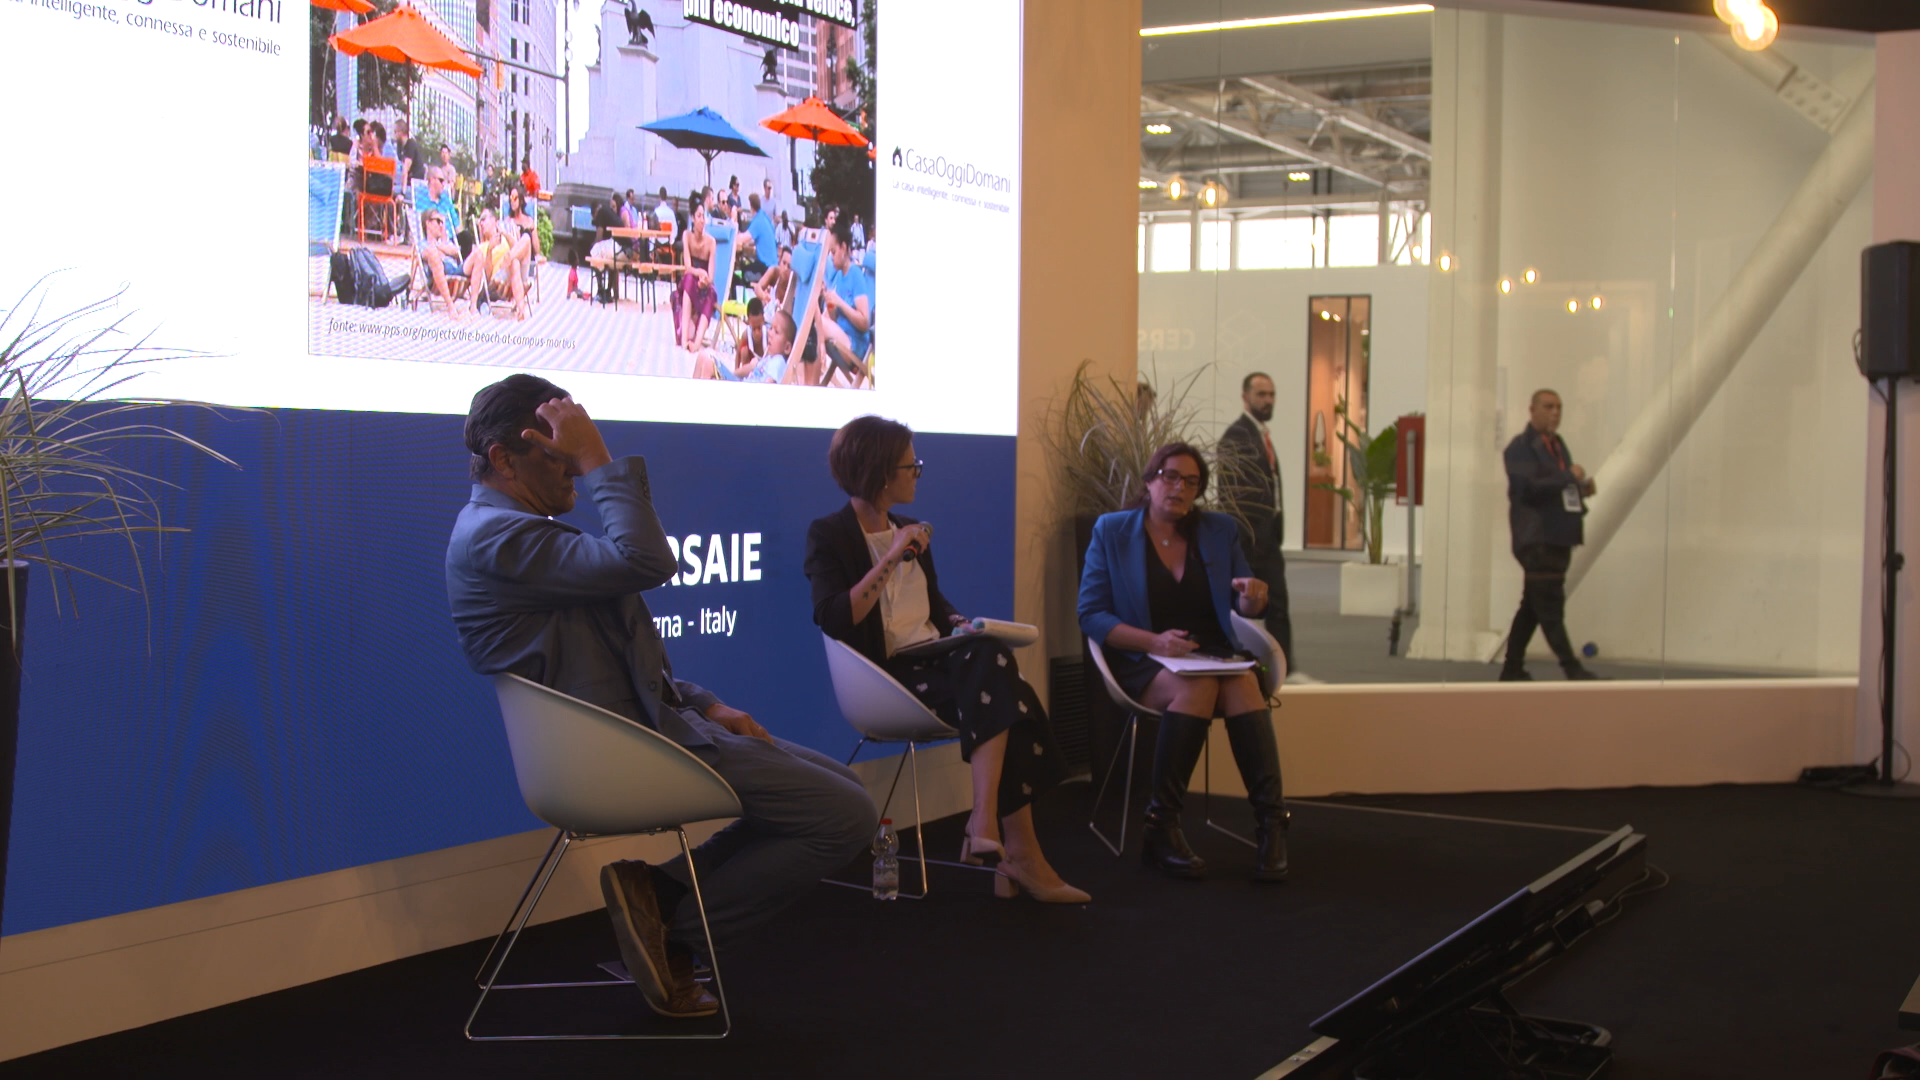 intelligente, connessa e sostenibile
più economico
CasaOggiDomani
La casa intelligente, connessa e sostenibile
fonte: www.pps.org/projects/the-beach-at-campus-martius
RSAIE
gna - Italy
CERS